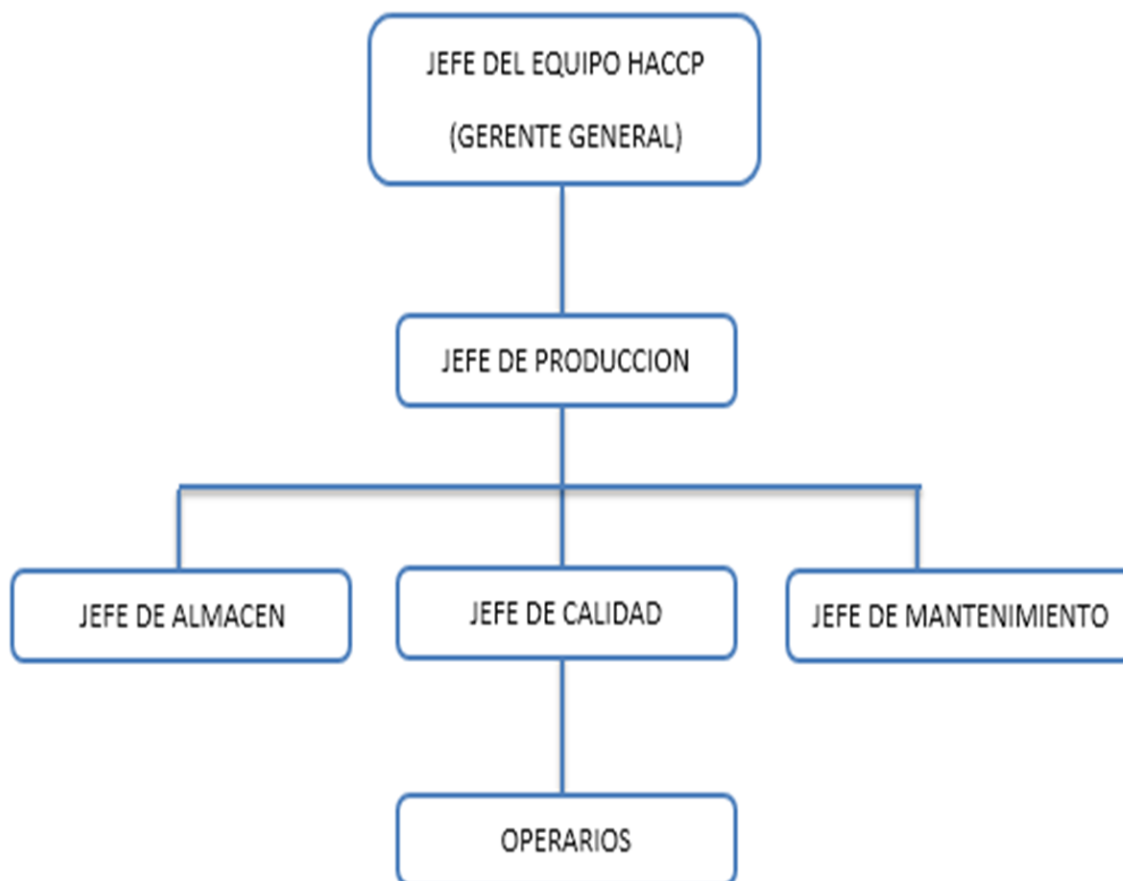 JEFE DEL EQUIPO HACCP
(GERENTE GENERAL)
JEFE DE PRODUCCION
JEFE DE ALMACEN
JEFE DE CALIDAD
JEFE DE MANTENIMIENTO
OPERARIOS